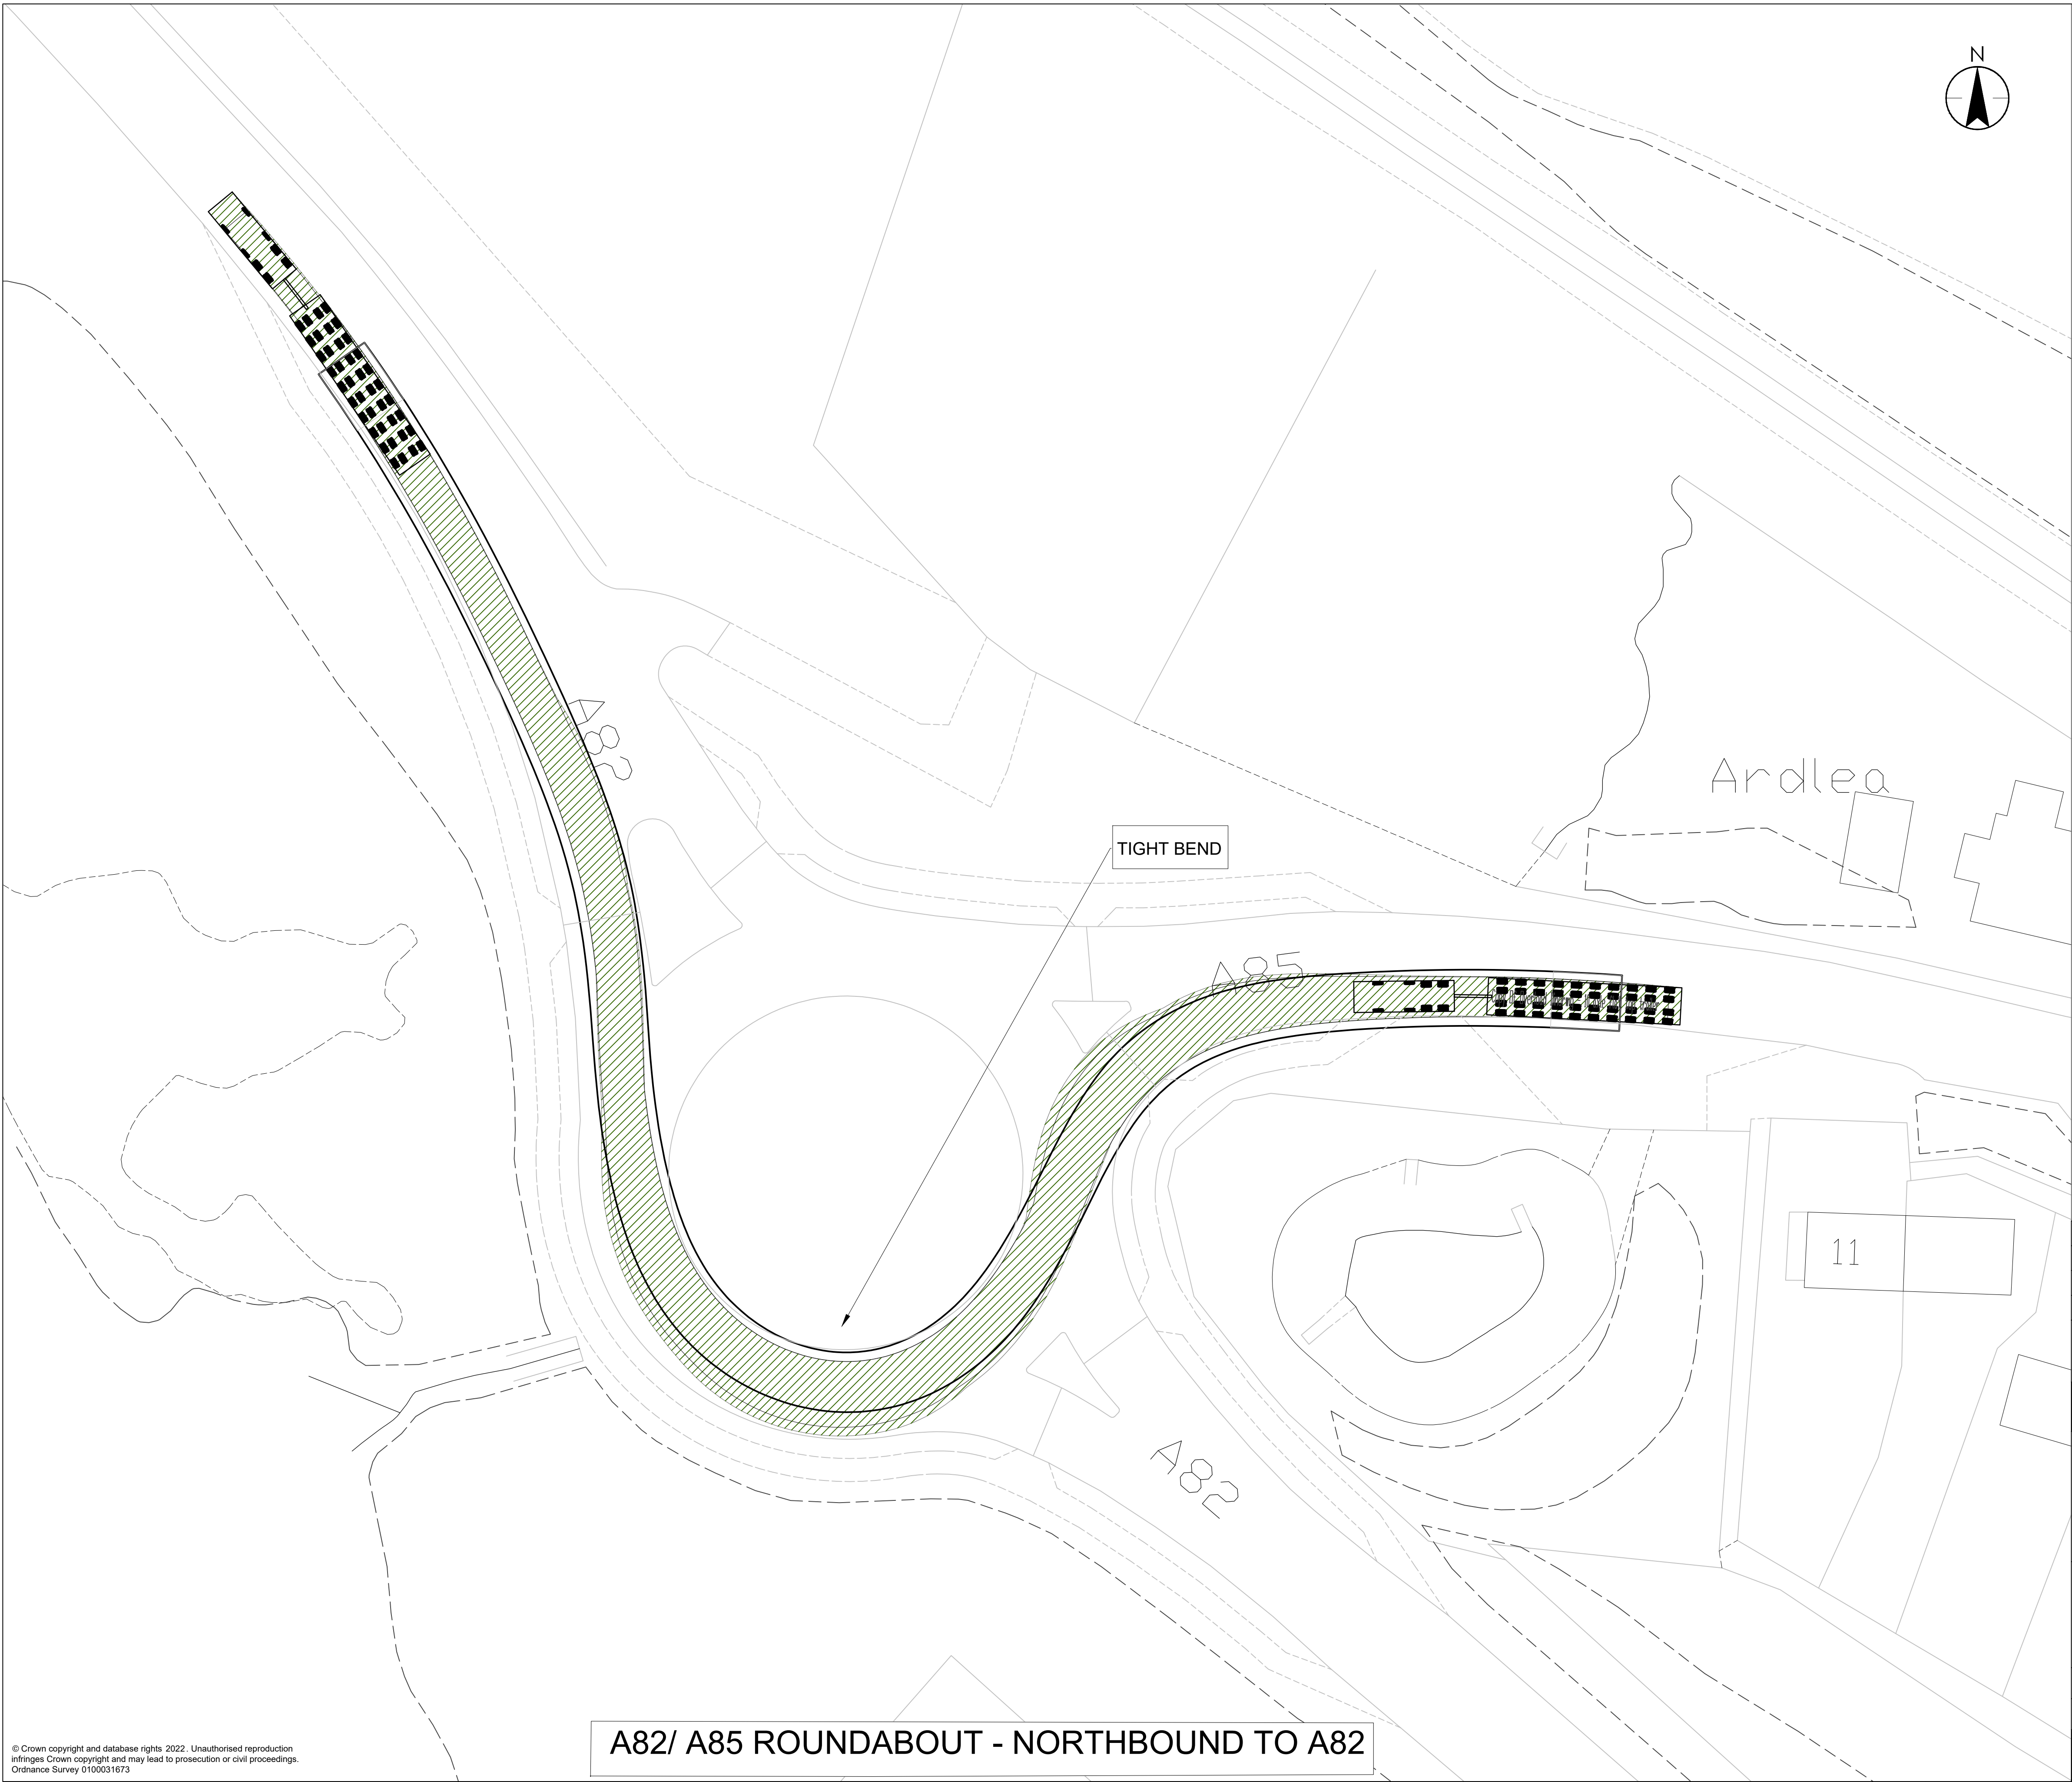 N
A82
Ardlea
TIGHT BEND
A85
11
A82
A82/ A85 ROUNDABOUT - NORTHBOUND TO A82
© Crown copyright and database rights 2022. Unauthorised reproduction
infringes Crown copyright and may lead to prosecution or civil proceedings.
Ordnance Survey 0100031673